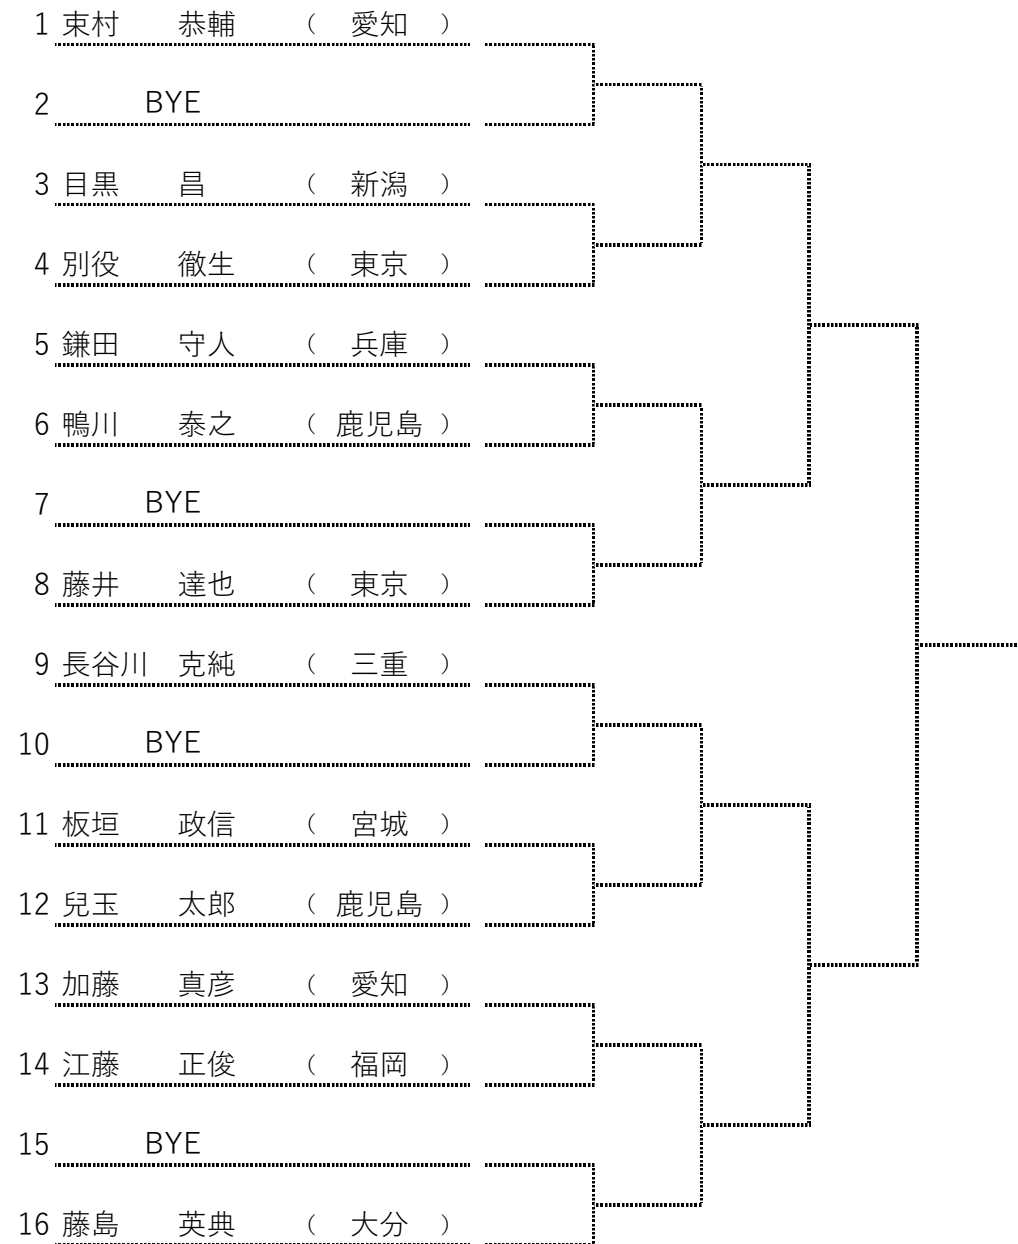 1 束村 恭輔 ( 愛知 )
2 BYE
3 目黒 昌 ( 新潟 )
4 別役 徹生 ( 東京 )
5 鎌田 守人 ( 兵庫 )
6 鴨川 泰之 ( 鹿児島 )
7 BYE
8 藤井 達也 ( 東京 )
9 長谷川 克純 ( 三重 )
10 BYE
11 板垣 政信 ( 宮城 )
12 兒玉 太郎 ( 鹿児島 )
13 加藤 真彦 ( 愛知 )
14 江藤 正俊 ( 福岡 )
15 BYE
16 藤島 英典 ( 大分 )